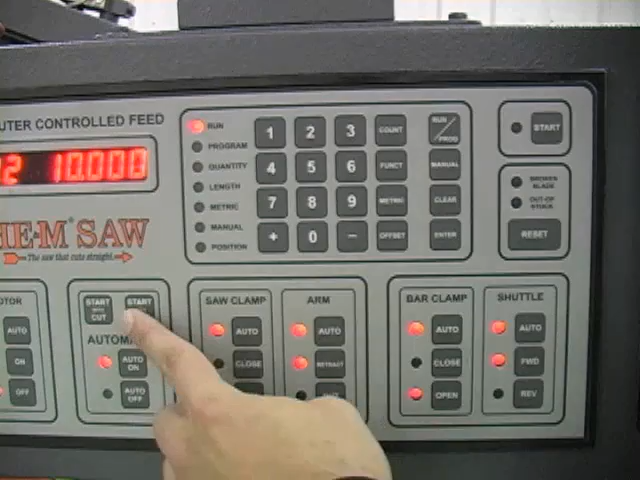 UTER CONTROLLED FEED
2 10.000
HE-M® SAW
The saw that cuts straight.
RUN
PROGRAM
QUANTITY
LENGTH
METRIC
MANUAL
POSITION
1 2 3 COUNT RUN/PROG
4 5 6 FUNCT MANUAL
7 8 9 METRIC CLEAR
+ 0 - OFFSET ENTER
START
BROKEN BLADE
OUT-OF STOCK
RESET
OTOR
AUTO
ON
OFF
START
CUT
START
AUTOMA
AUTO ON
AUTO OFF
SAW CLAMP
AUTO
CLOSE
ARM
AUTO
RETRACT
BAR CLAMP
AUTO
CLOSE
OPEN
SHUTTLE
AUTO
FWD
REV